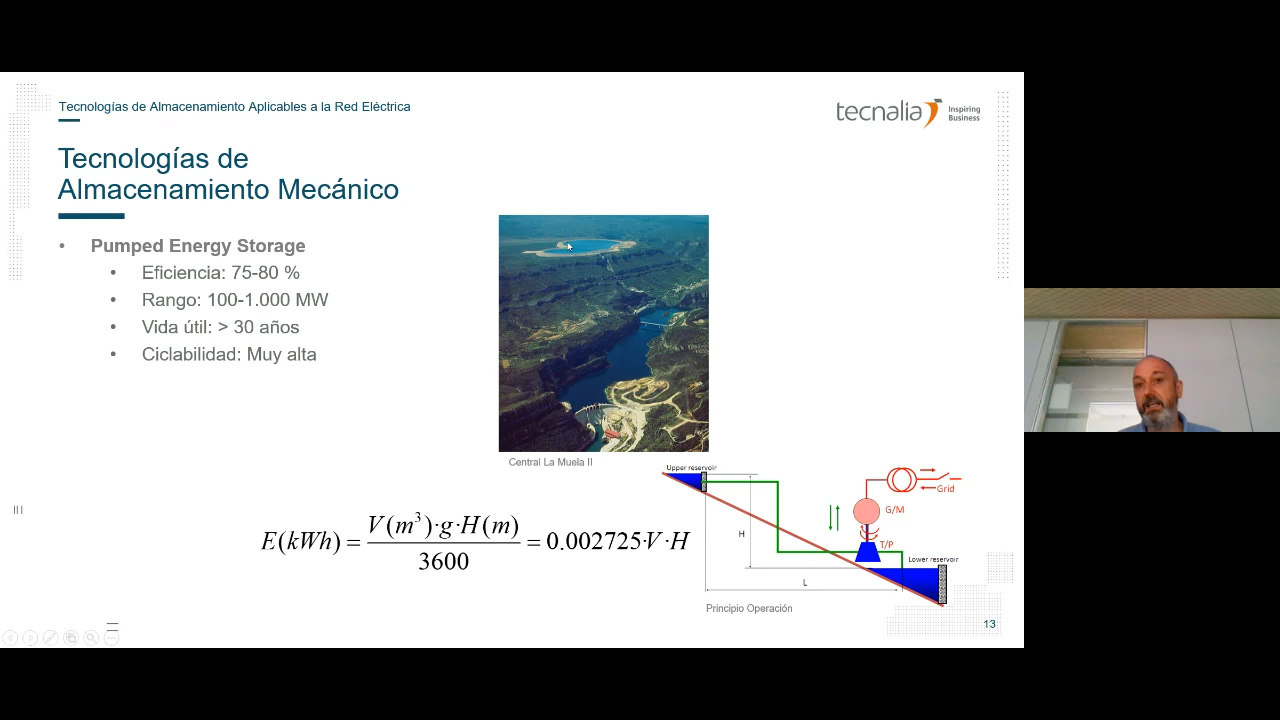 Tecnologías de Almacenamiento Aplicables a la Red Eléctrica
tecnalia Inspiring
Business
Tecnologías de
Almacenamiento Mecánico
• Pumped Energy Storage
• Eficiencia: 75-80 %
• Rango: 100-1.000 MW
• Vida útil: > 30 años
• Ciclabilidad: Muy alta
Central La Muela II
E(kWh) = V(m³)·g·H(m) / 3600 = 0.002725·V·H
Upper reservoir
Grid
G/M
H
T/P
Lower reservoir
L
Principio Operación
13